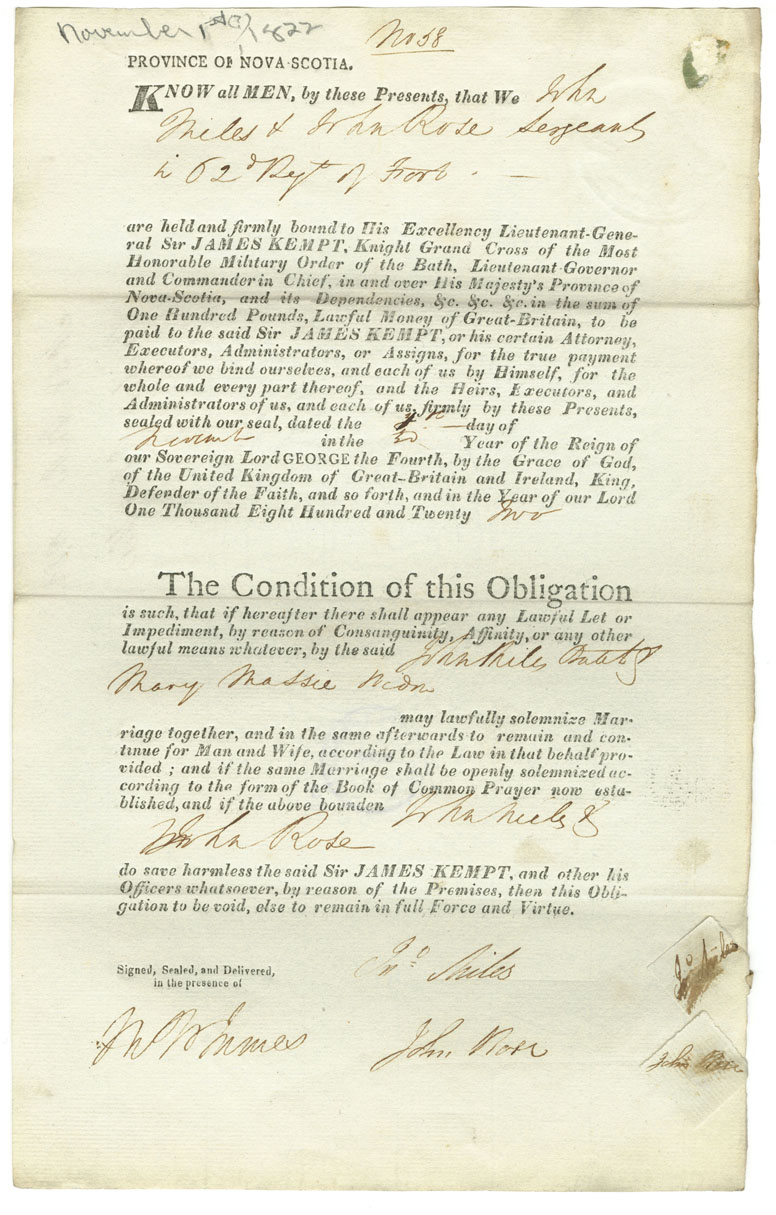 November 1st 1822
No 58
PROVINCE OF NOVA-SCOTIA.
KNOW all MEN, by these Presents, that We John
Miles & John Rose Sergeants
in 62d Regt of Foot
are held and firmly bound to His Excellency Lieutenant-Gene-
ral Sir JAMES KEMPT, Knight Grand Cross of the Most
Honorable Military Order of the Bath, Lieutenant Governor
and Commander in Chief, in and over His Majesty's Province of
Nova-Scotia, and its Dependencies, &c. &c. &c. in the sum of
One Hundred Pounds, Lawful Money of Great-Britain, to be
paid to the said Sir JAMES KEMPT, or his certain Attorney,
Executors, Administrators, or Assigns, for the true payment
whereof we bind ourselves, and each of us by Himself, for the
whole and every part thereof, and the Heirs, Executors, and
Administrators of us, and each of us, firmly by these Presents,
sealed with our seal, dated the day of
in the 3d Year of the Reign of
our Sovereign Lord GEORGE the Fourth, by the Grace of God,
of the United Kingdom of Great-Britain and Ireland, King,
Defender of the Faith, and so forth, and in the Year of our Lord
One Thousand Eight Hundred and Twenty Two
The Condition of this Obligation
is such, that if hereafter there shall appear any Lawful Let or
Impediment, by reason of Consanguinity, Affinity, or any other
lawful means whatever, by the said John Miles &
Mary Massie
may lawfully solemnize Mar-
riage together, and in the same afterwards to remain and con-
tinue for Man and Wife, according to the Law in that behalf pro-
vided ; and if the same Marriage shall be openly solemnized ac-
cording to the form of the Book of Common Prayer now esta-
blished, and if the above bounden John Miles &
John Rose
do save harmless the said Sir JAMES KEMPT, and other his
Officers whatsoever, by reason of the Premises, then this Obli-
gation to be void, else to remain in full Force and Virtue.
Signed, Sealed, and Delivered,
in the presence of
Jno Miles
Jno Miles
John Rose
John Rose